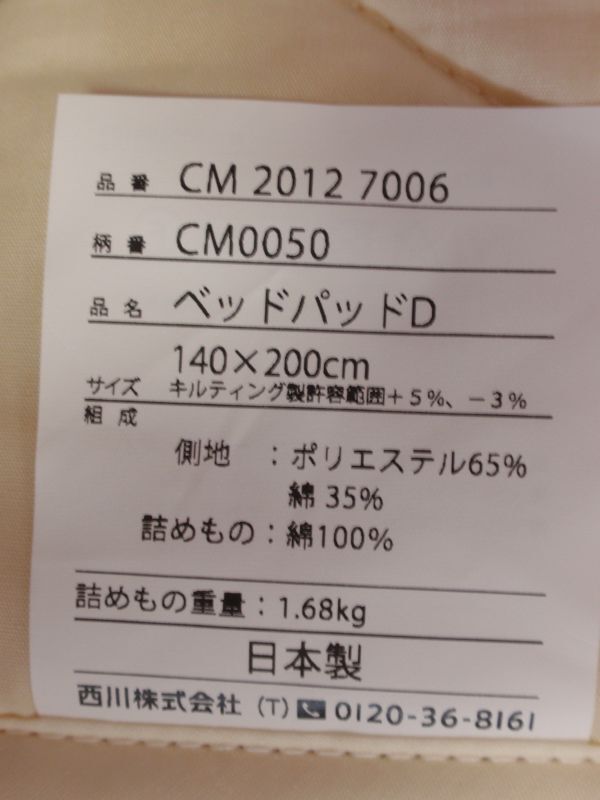 品番 CM 2012 7006
柄番 CM0050
品名 ベッドパッドD
140×200cm
サイズ キルティング製許容範囲＋5%、－3%
組成
側地 ：ポリエステル65%
綿 35%
詰めもの：綿100%
詰めもの重量：1.68kg
日本製
西川株式会社 (T) 0120-36-8161